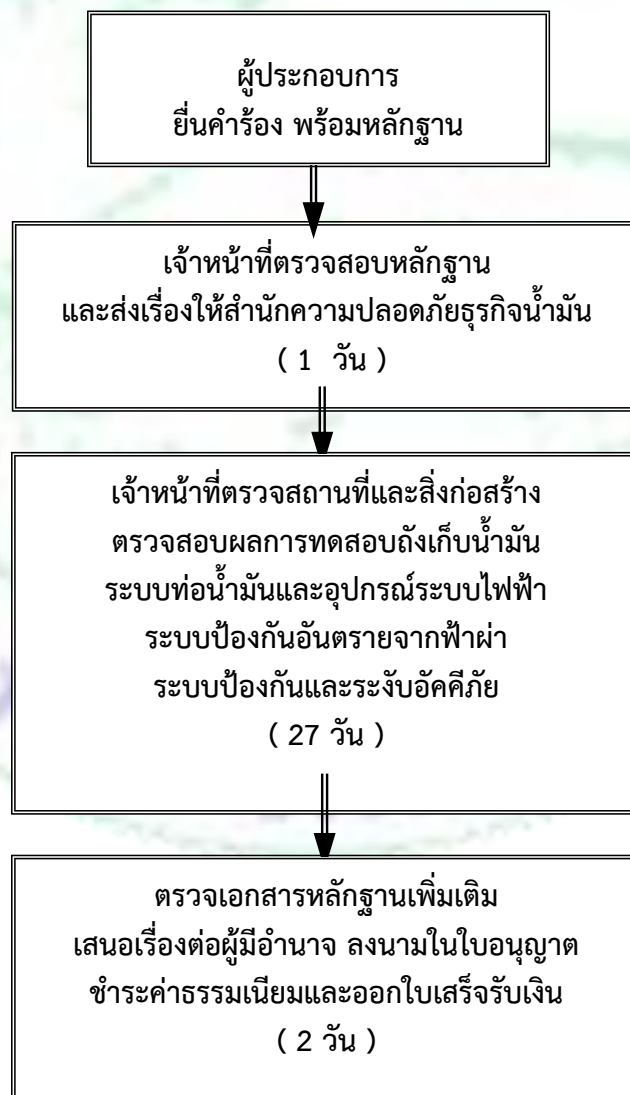 ผู้ประกอบการ
ยื่นคำร้อง พร้อมหลักฐาน
เจ้าหน้าที่ตรวจสอบหลักฐาน
และส่งเรื่องให้สำนักความปลอดภัยธุรกิจน้ำมัน
( 1 วัน )
เจ้าหน้าที่ตรวจสถานที่และสิ่งก่อสร้าง
ตรวจสอบผลการทดสอบถังเก็บน้ำมัน
ระบบท่อน้ำมันและอุปกรณ์ระบบไฟฟ้า
ระบบป้องกันอันตรายจากฟ้าผ่า
ระบบป้องกันและระงับอัคคีภัย
( 27 วัน )
ตรวจเอกสารหลักฐานเพิ่มเติม
เสนอเรื่องต่อผู้มีอำนาจ ลงนามในใบอนุญาต
ชำระค่าธรรมเนียมและออกใบเสร็จรับเงิน
( 2 วัน )